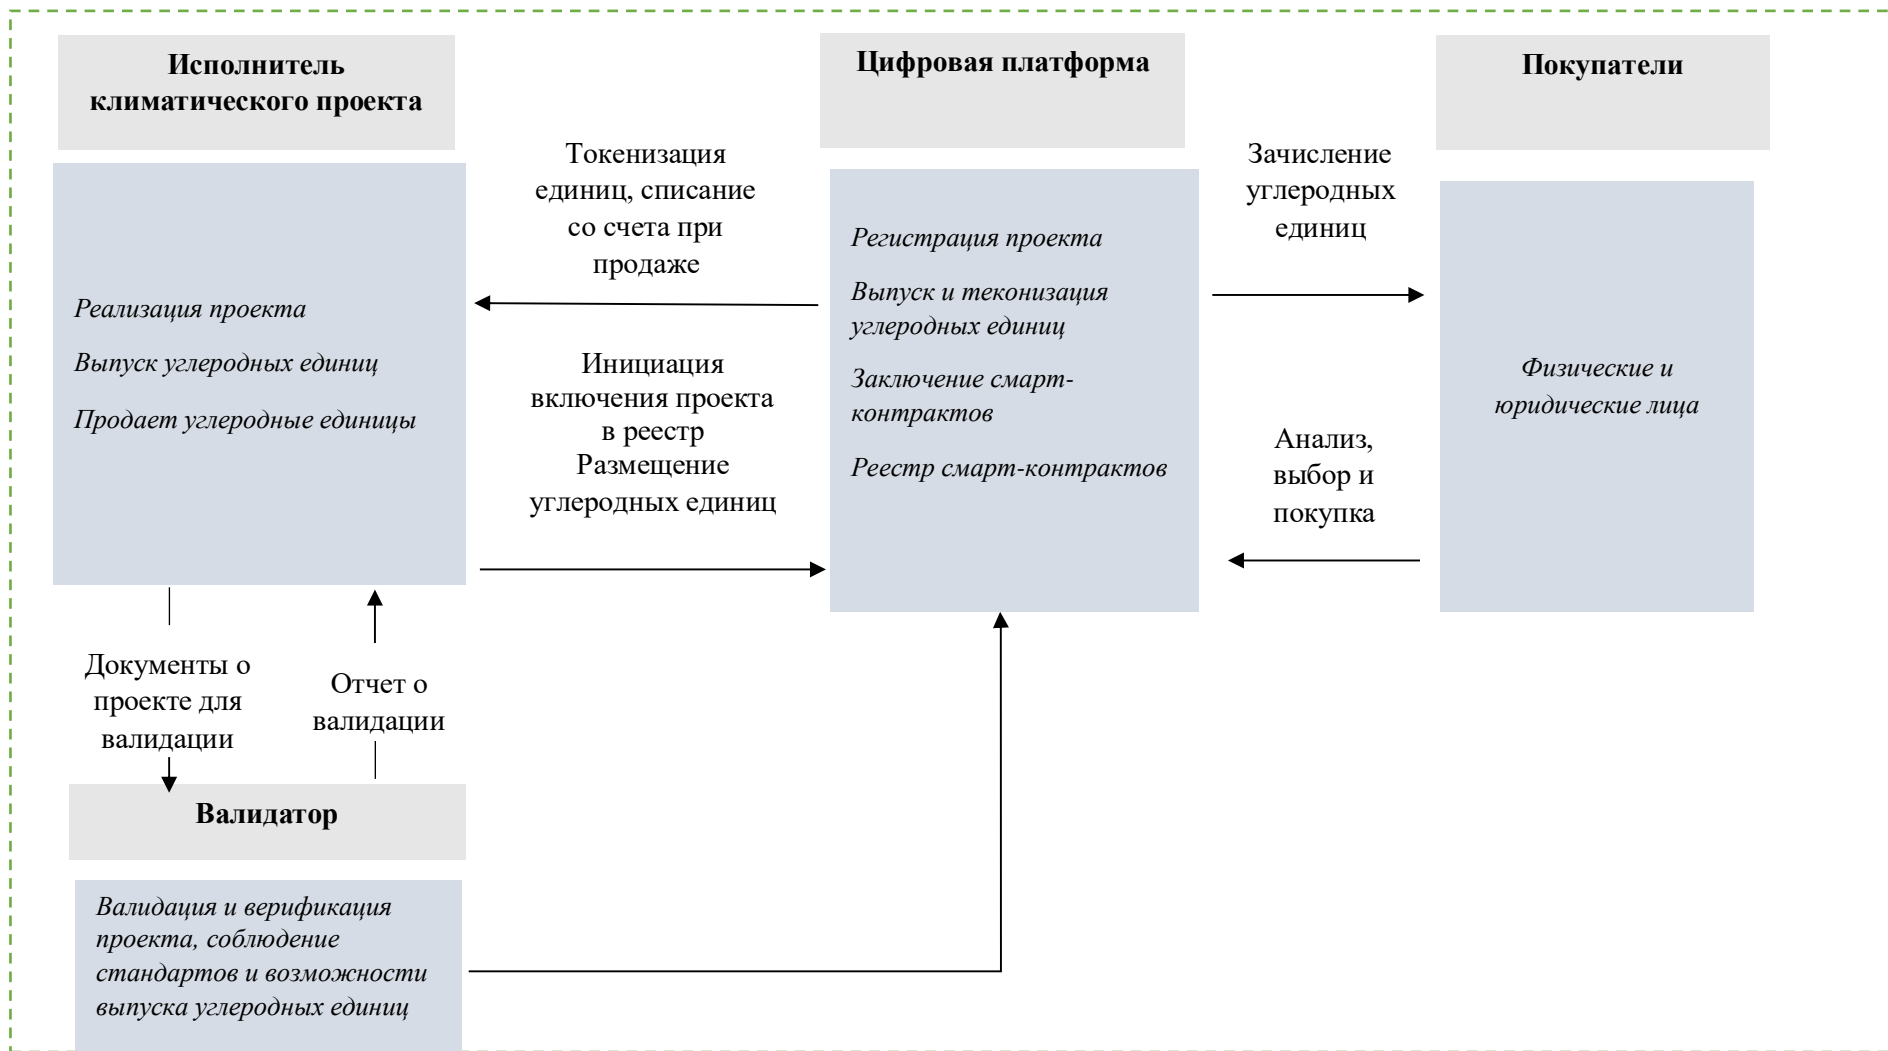 Исполнитель
климатического проекта
Цифровая платформа
Покупатели
Токенизация
единиц, списание
со счета при
продаже
Зачисление
углеродных
единиц
Реализация проекта
Выпуск углеродных единиц
Продает углеродные единицы
Инициация
включения проекта
в реестр
Размещение
углеродных единиц
Регистрация проекта
Выпуск и теконизация
углеродных единиц
Заключение смарт-
контрактов
Реестр смарт-контрактов
Анализ,
выбор и
покупка
Физические и
юридические лица
Документы о
проекте для
валидации
Отчет о
валидации
Валидатор
Валидация и верификация
проекта, соблюдение
стандартов и возможности
выпуска углеродных единиц